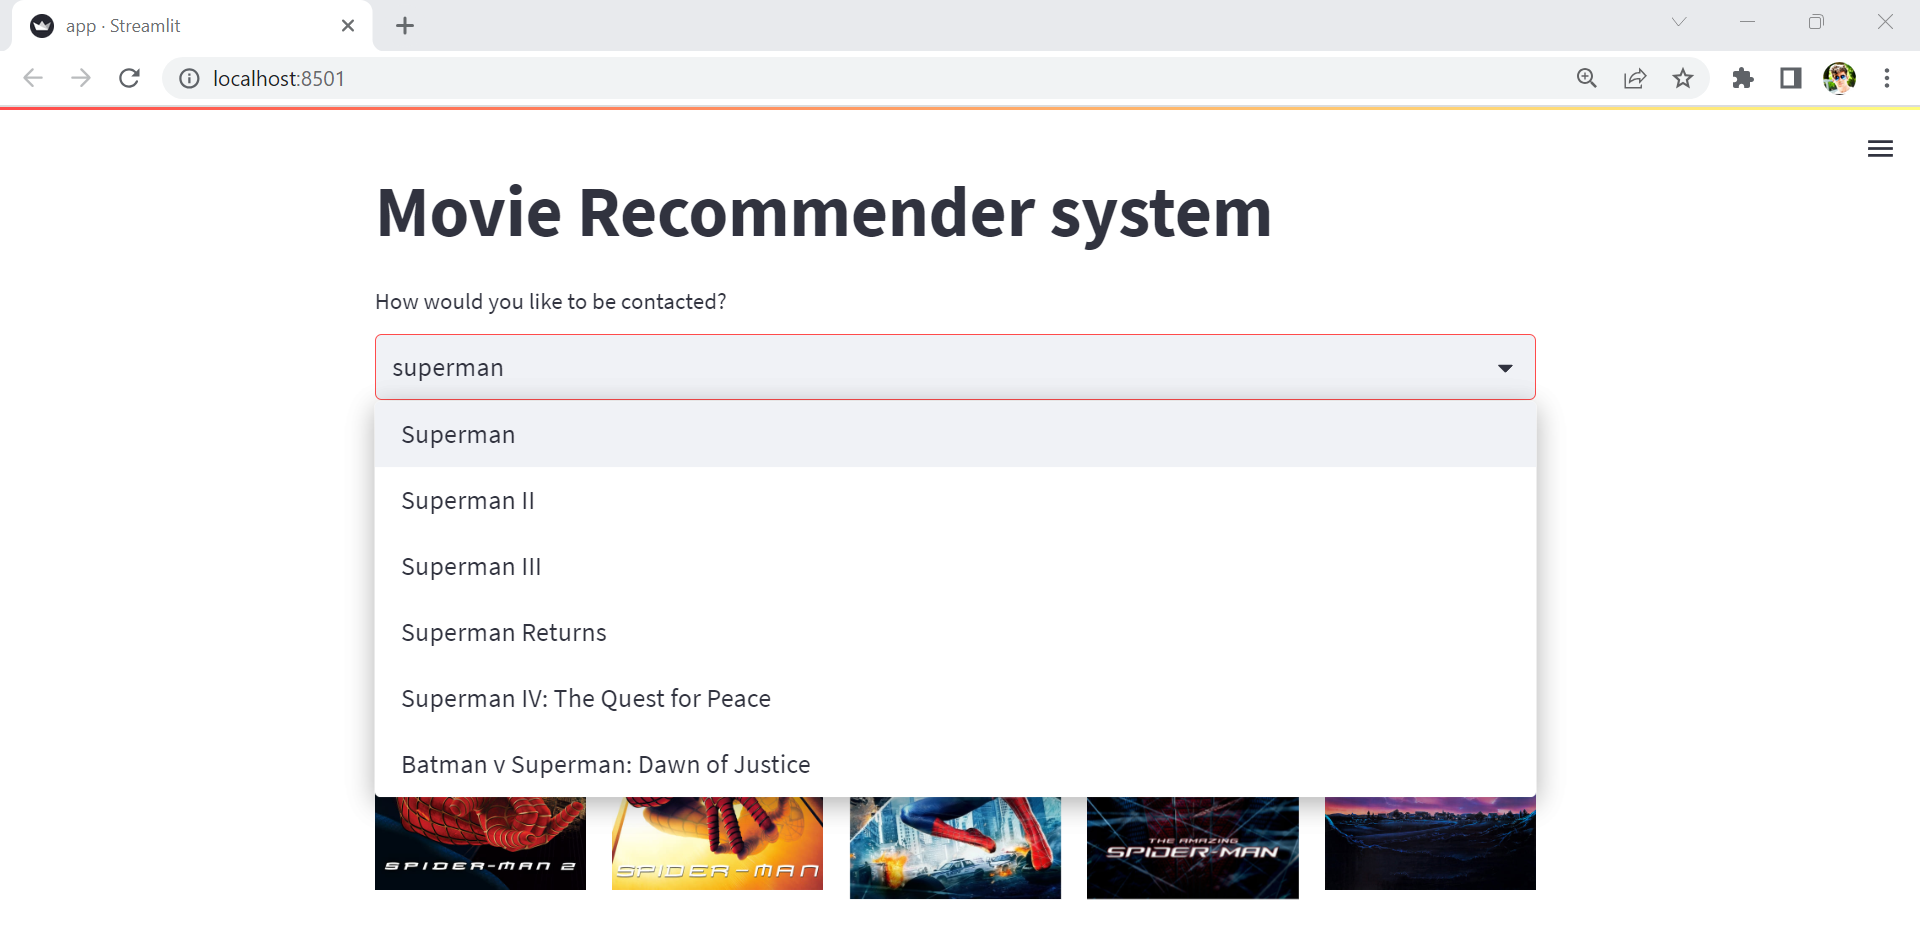 app · Streamlit
localhost:8501
Movie Recommender system
How would you like to be contacted?
superman
Superman
Superman II
Superman III
Superman Returns
Superman IV: The Quest for Peace
Batman v Superman: Dawn of Justice
SPIDER-MAN 2
SPIDER-MAN
THE AMAZING
SPIDER-MAN